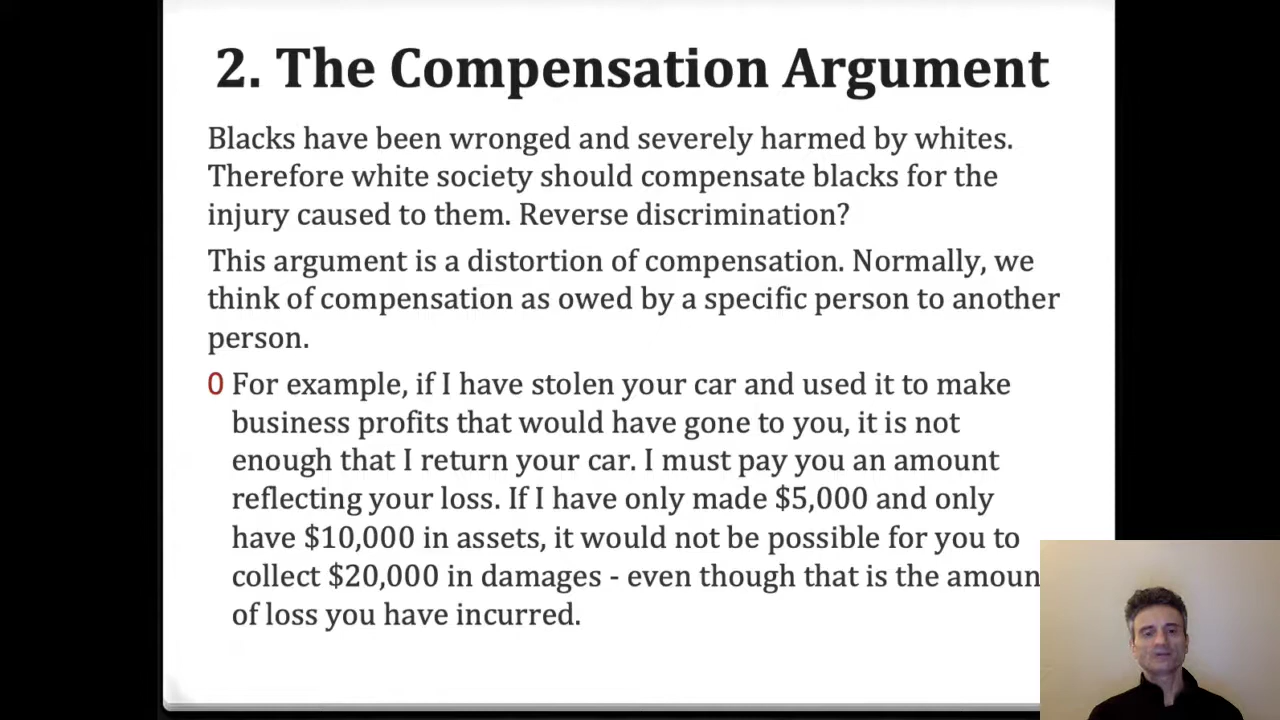 2. The Compensation Argument
Blacks have been wronged and severely harmed by whites.
Therefore white society should compensate blacks for the
injury caused to them. Reverse discrimination?
This argument is a distortion of compensation. Normally, we
think of compensation as owed by a specific person to another
person.
0 For example, if I have stolen your car and used it to make
business profits that would have gone to you, it is not
enough that I return your car. I must pay you an amount
reflecting your loss. If I have only made $5,000 and only
have $10,000 in assets, it would not be possible for you to
collect $20,000 in damages - even though that is the amoun
of loss you have incurred.